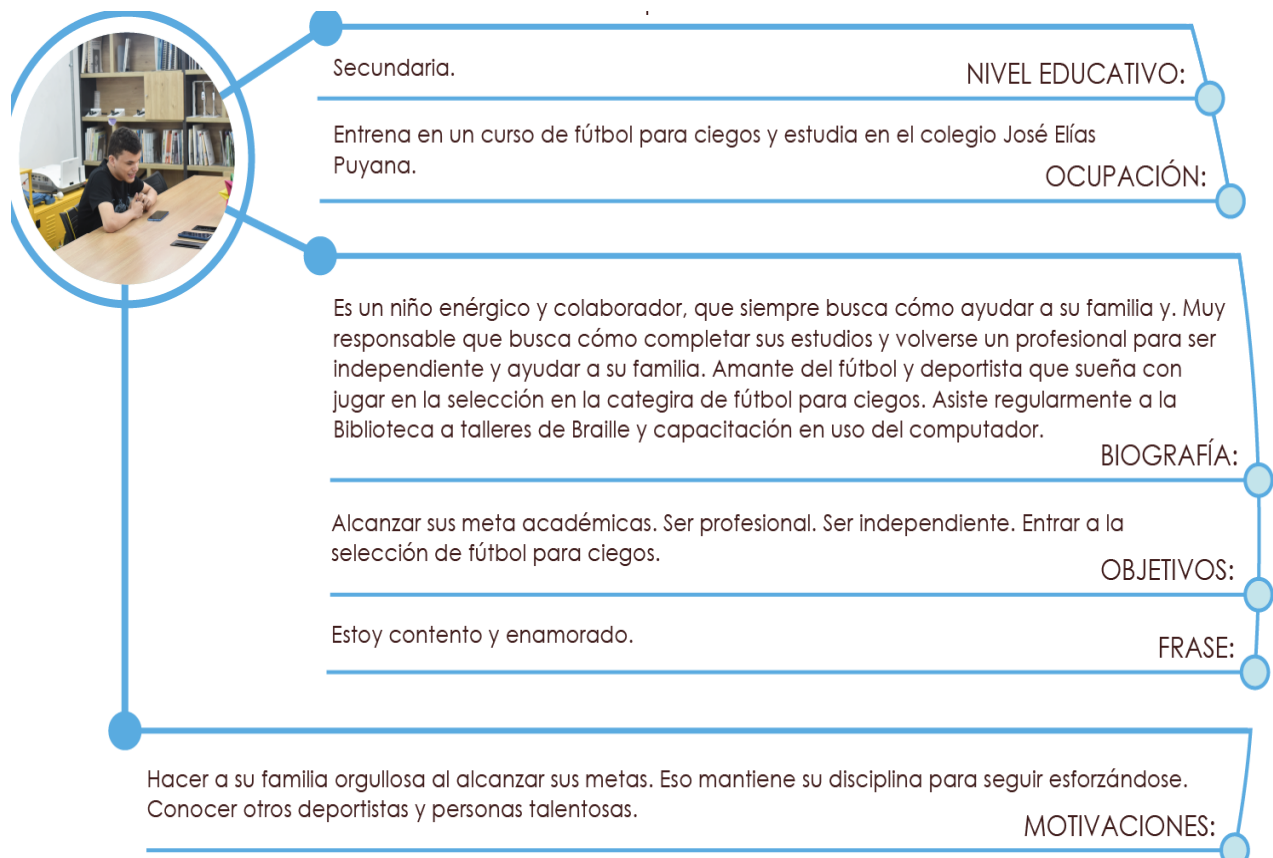 Secundaria.
NIVEL EDUCATIVO:
Entrena en un curso de fútbol para ciegos y estudia en el colegio José Elías
Puyana.
OCUPACIÓN:
Es un niño enérgico y colaborador, que siempre busca cómo ayudar a su familia y. Muy
responsable que busca cómo completar sus estudios y volverse un profesional para ser
independiente y ayudar a su familia. Amante del fútbol y deportista que sueña con
jugar en la selección en la categira de fútbol para ciegos. Asiste regularmente a la
Biblioteca a talleres de Braille y capacitación en uso del computador.
BIOGRAFÍA:
Alcanzar sus meta académicas. Ser profesional. Ser independiente. Entrar a la
selección de fútbol para ciegos.
OBJETIVOS:
Estoy contento y enamorado.
FRASE:
Hacer a su familia orgullosa al alcanzar sus metas. Eso mantiene su disciplina para seguir esforzándose.
Conocer otros deportistas y personas talentosas.
MOTIVACIONES: